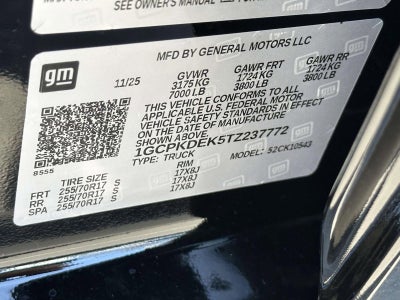 SEE OWNER'S MANUAL
MFD BY GENERAL MOTORS LLC
gm
11/25
GVWR
3175 KG
7000 LB
GAWR FRT
1724 KG
3800 LB
GAWR RR
1724 KG
3800 LB
THIS VEHICLE CONFORMS TO ALL
APPLICABLE U.S. FEDERAL MOTOR
VEHICLE SAFETY STANDARDS IN EFFECT
ON THE DATE OF MANUFACTURE
SHOWN ABOVE.
1GCPKDEK5TZ237772
TYPE: TRUCK
MODEL: 52CK10543
8555
TIRE SIZE
RIM
FRT 255/70R17 S 17X8J
RR 255/70R17 S 17X8J
SPA 255/70R17 S 17X8J